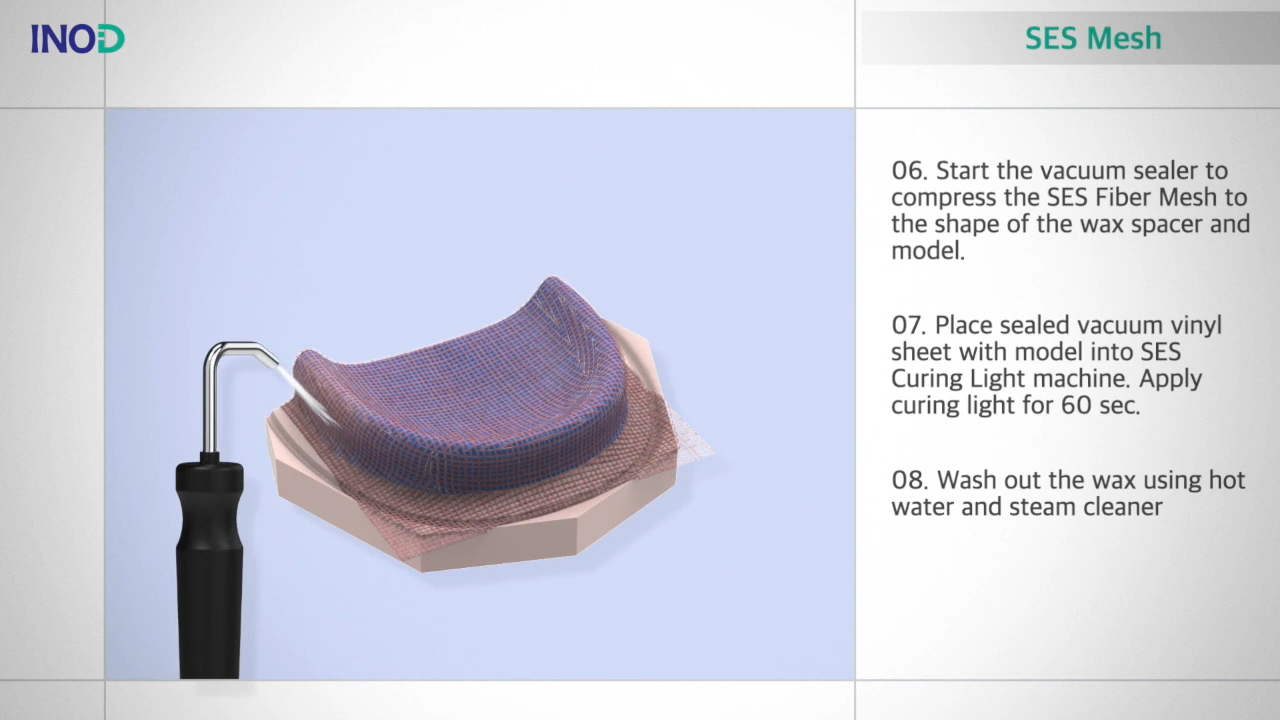 INOD
SES Mesh
06. Start the vacuum sealer to
compress the SES Fiber Mesh to
the shape of the wax spacer and
model.
07. Place sealed vacuum vinyl
sheet with model into SES
Curing Light machine. Apply
curing light for 60 sec.
08. Wash out the wax using hot
water and steam cleaner